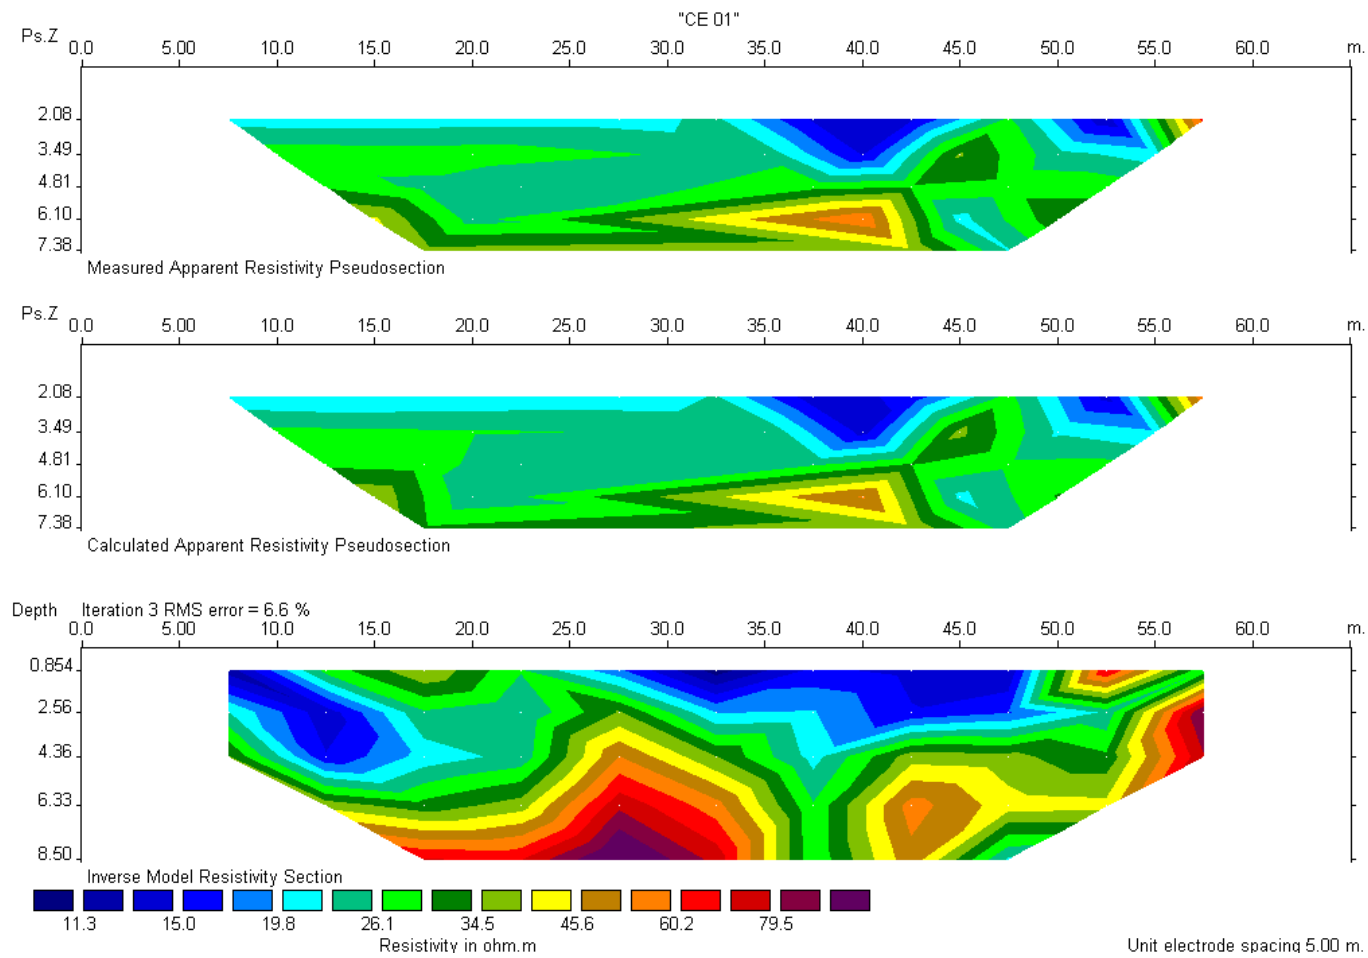 "CE 01"
Ps.Z 0.0 5.00 10.0 15.0 20.0 25.0 30.0 35.0 40.0 45.0 50.0 55.0 60.0 m.
2.08
3.49
4.81
6.10
7.38
Measured Apparent Resistivity Pseudosection
Ps.Z 0.0 5.00 10.0 15.0 20.0 25.0 30.0 35.0 40.0 45.0 50.0 55.0 60.0 m.
2.08
3.49
4.81
6.10
7.38
Calculated Apparent Resistivity Pseudosection
Depth Iteration 3 RMS error = 6.6 %
0.0 5.00 10.0 15.0 20.0 25.0 30.0 35.0 40.0 45.0 50.0 55.0 60.0 m.
0.854
2.56
4.36
6.33
8.50
Inverse Model Resistivity Section
11.3 15.0 19.8 26.1 34.5 45.6 60.2 79.5
Resistivity in ohm.m Unit electrode spacing 5.00 m.